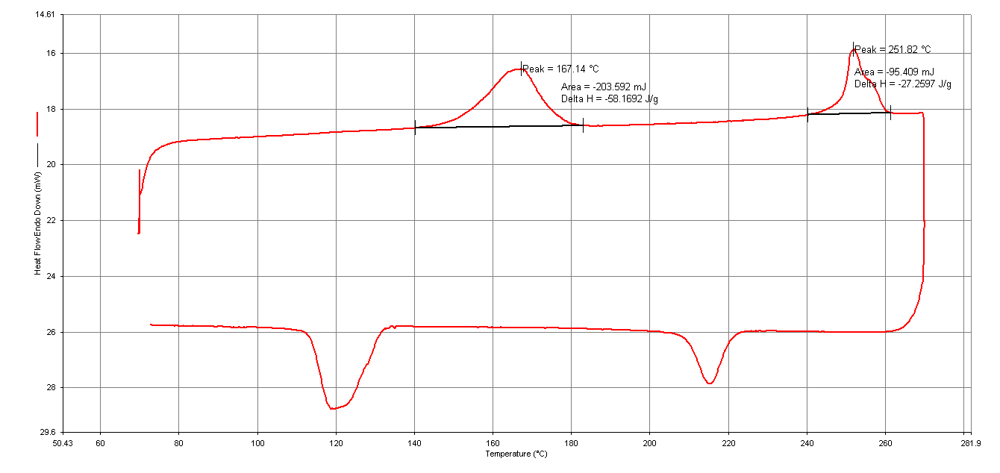 14.61
16
18
20
22
24
26
28
29.6
Heat Flow Endo Down (mW)
Peak = 167.14 °C
Area = -203.592 mJ
Delta H = -58.1692 J/g
Peak = 251.82 °C
Area = -95.409 mJ
Delta H = -27.2597 J/g
50.43 60 80 100 120 140 160 180 200 220 240 260 281.9
Temperature (°C)